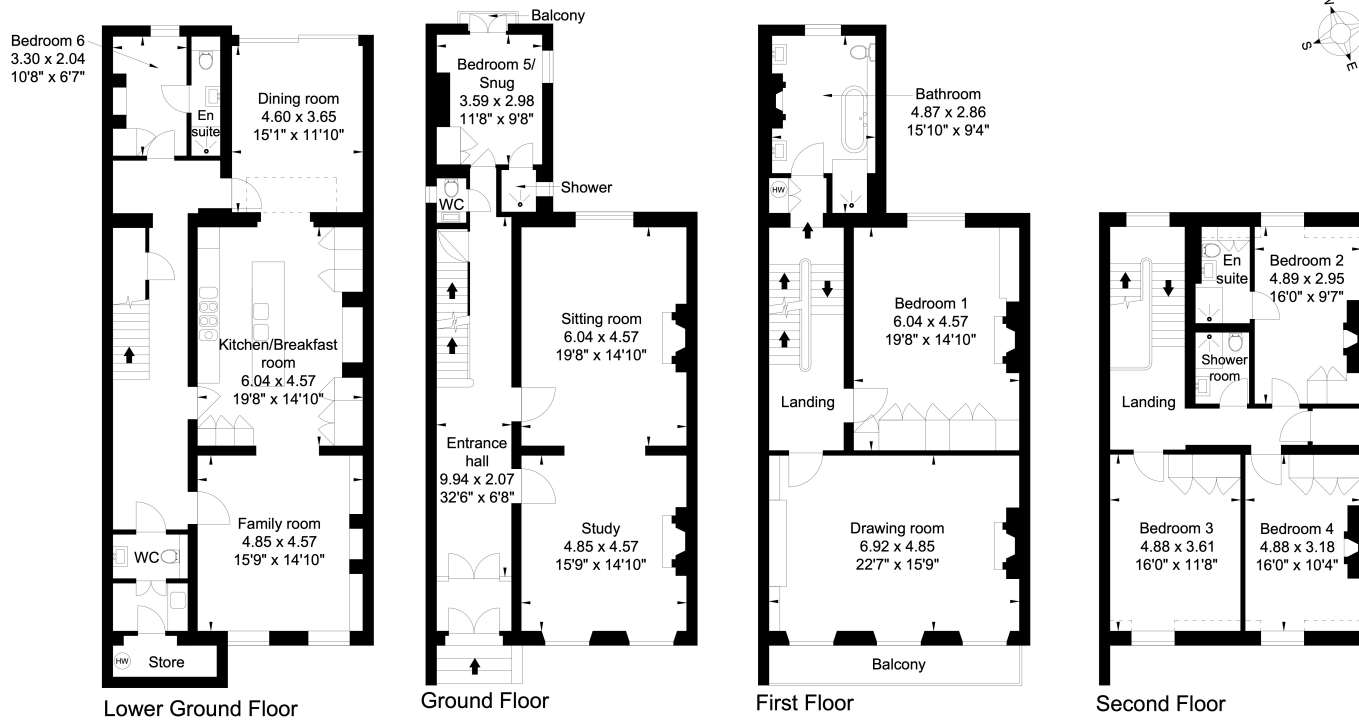 Bedroom 6
3.30 x 2.04
10'8" x 6'7"
En
suite
Dining room
4.60 x 3.65
15'1" x 11'10"
Kitchen/Breakfast
room
6.04 x 4.57
19'8" x 14'10"
Family room
4.85 x 4.57
15'9" x 14'10"
WC
HW
Store
Lower Ground Floor
Balcony
Bedroom 5/
Snug
3.59 x 2.98
11'8" x 9'8"
Shower
WC
Sitting room
6.04 x 4.57
19'8" x 14'10"
Entrance
hall
9.94 x 2.07
32'6" x 6'8"
Study
4.85 x 4.57
15'9" x 14'10"
Ground Floor
Bathroom
4.87 x 2.86
15'10" x 9'4"
HW
Bedroom 1
6.04 x 4.57
19'8" x 14'10"
Landing
Drawing room
6.92 x 4.85
22'7" x 15'9"
Balcony
First Floor
N
S
E
En
suite
Bedroom 2
4.89 x 2.95
16'0" x 9'7"
Shower
room
Landing
Bedroom 3
4.88 x 3.61
16'0" x 11'8"
Bedroom 4
4.88 x 3.18
16'0" x 10'4"
Second Floor